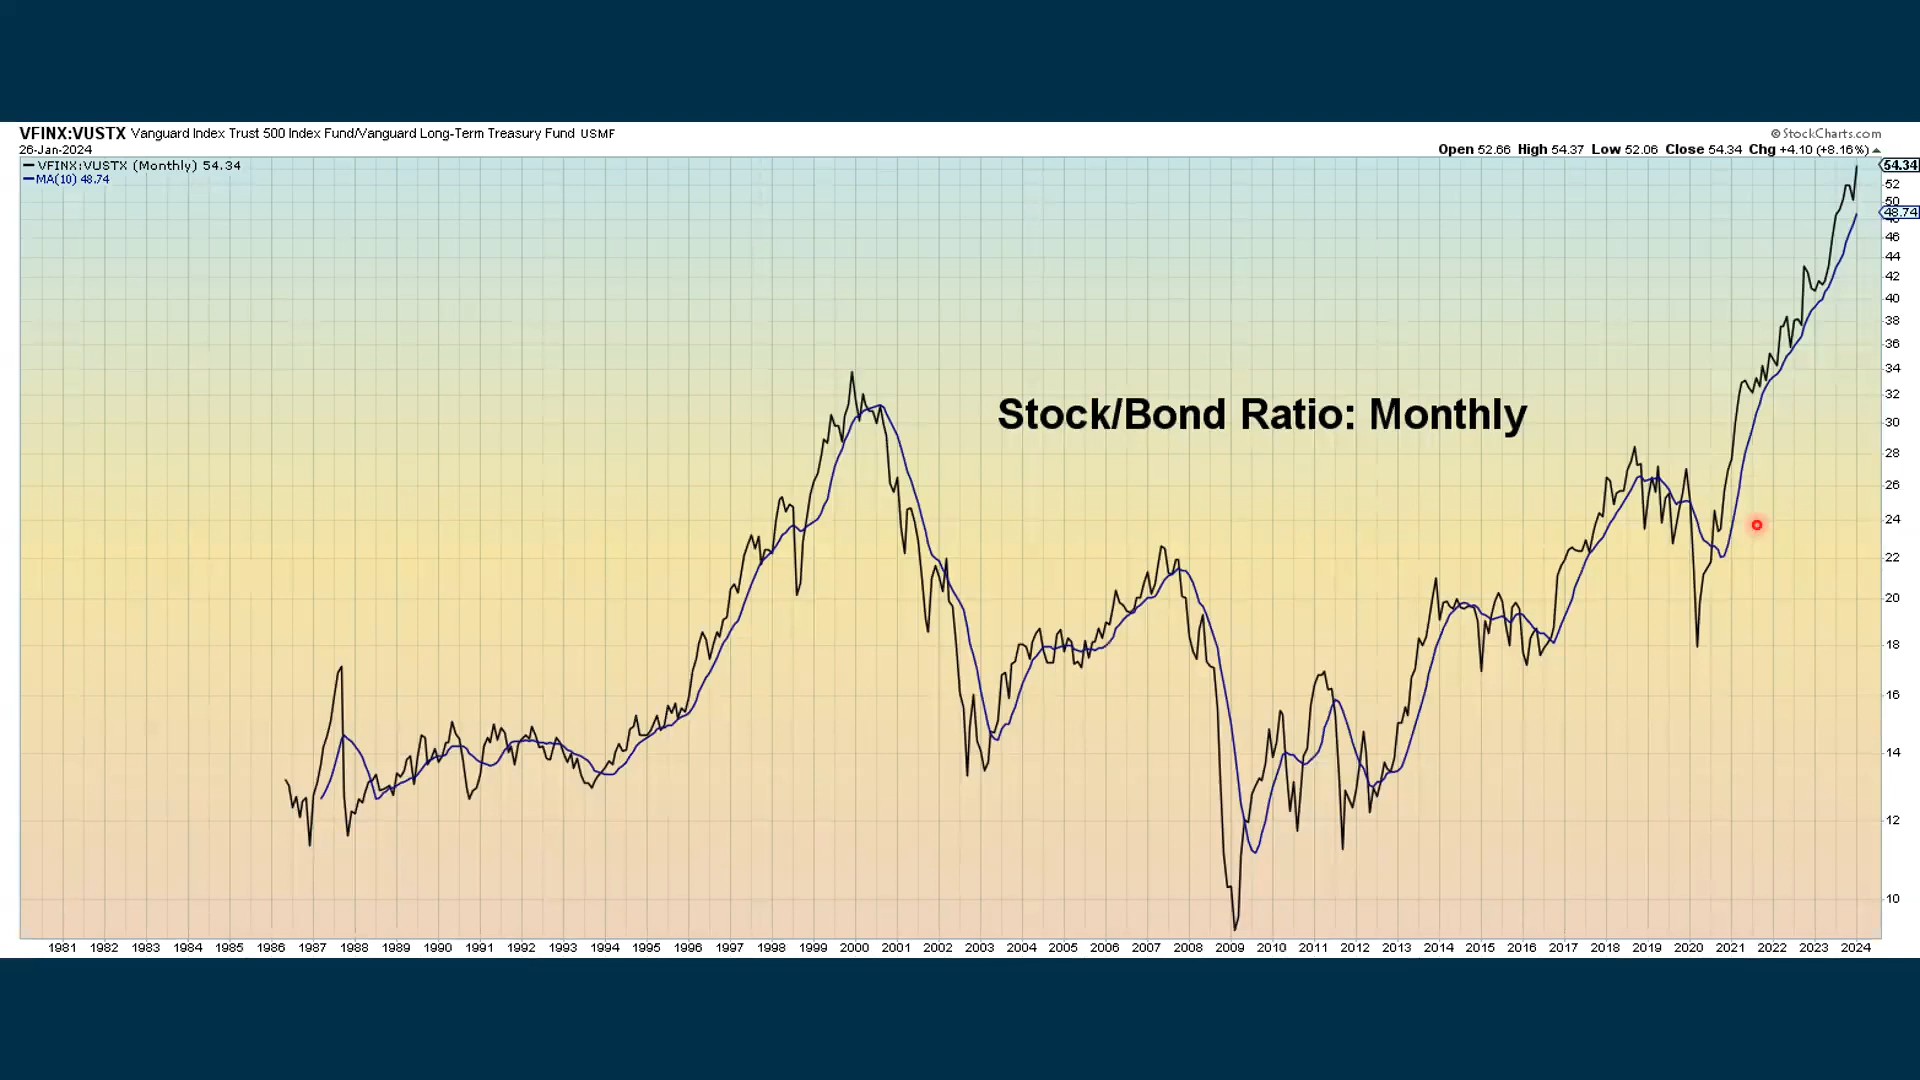 VFINX:VUSTX Vanguard Index Trust 500 Index Fund/Vanguard Long-Term Treasury Fund USMF
© StockCharts.com
26-Jan-2024
Open 52.66 High 54.37 Low 52.06 Close 54.34 Chg +4.10 (+8.16%)
VFINX:VUSTX (Monthly) 54.34
MA(10) 48.74
54.34
52
50
48.74
46
44
42
40
38
36
34
32
Stock/Bond Ratio: Monthly
30
28
26
24
22
20
18
16
14
12
10
1981 1982 1983 1984 1985 1986 1987 1988 1989 1990 1991 1992 1993 1994 1995 1996 1997 1998 1999 2000 2001 2002 2003 2004 2005 2006 2007 2008 2009 2010 2011 2012 2013 2014 2015 2016 2017 2018 2019 2020 2021 2022 2023 2024